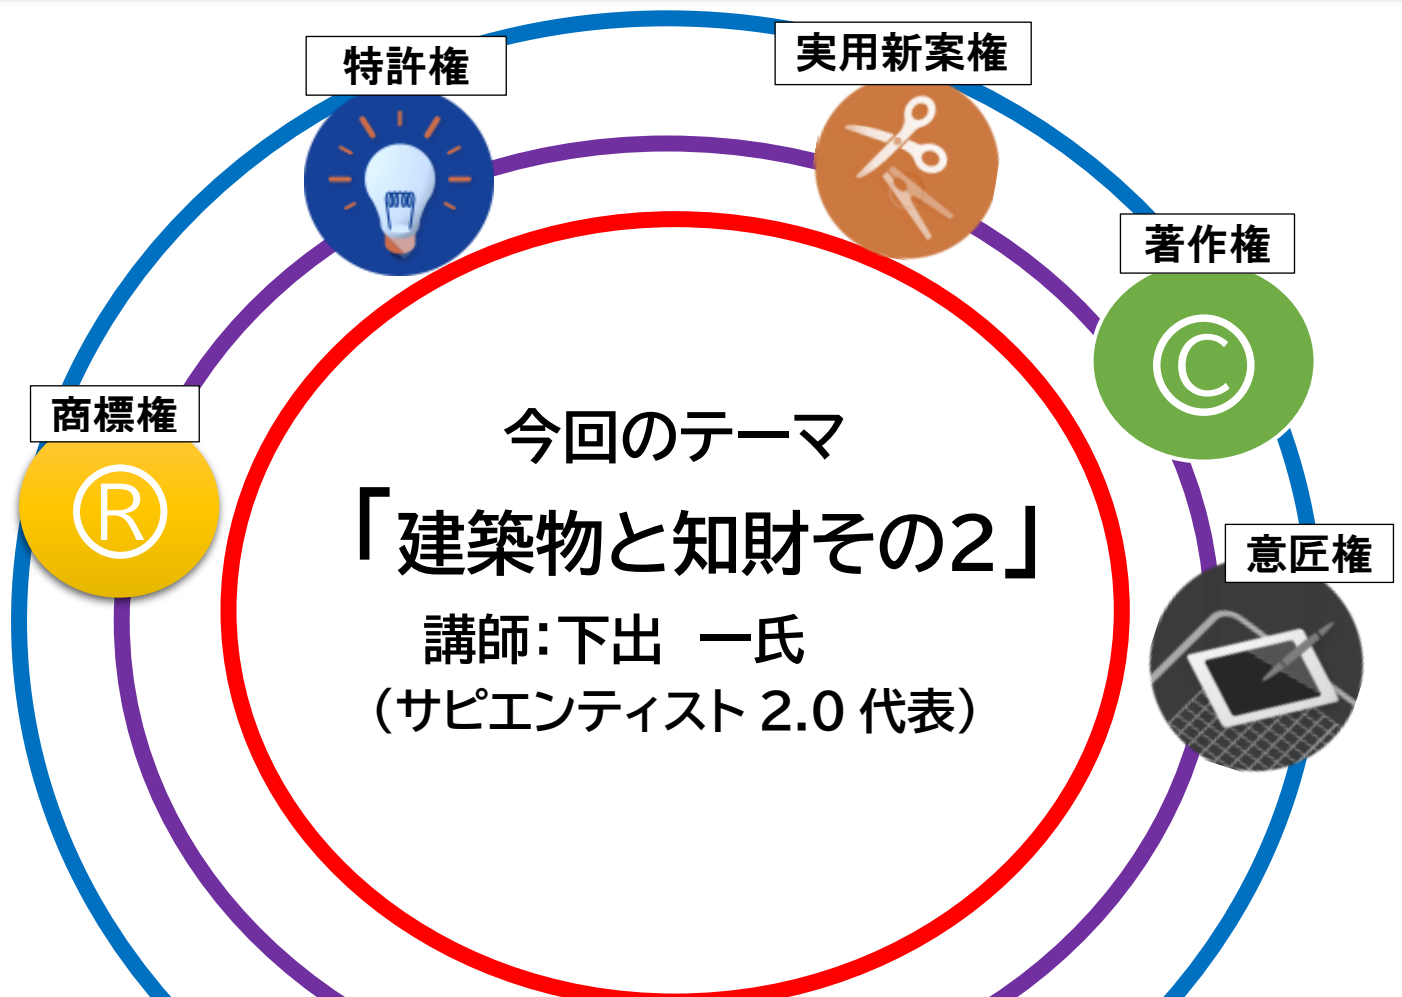 特許権
実用新案権
著作権
©
商標権
®
意匠権
今回のテーマ
「建築物と知財その2」
講師:下出 一氏
(サピエンティスト 2.0 代表)